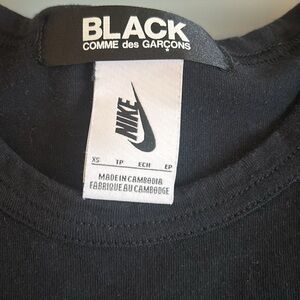 BLACK
COMME des GARÇONS
NIKE
XS TP ECH EP
MADE IN CAMBODIA
FABRIQUE AU CAMBODGE